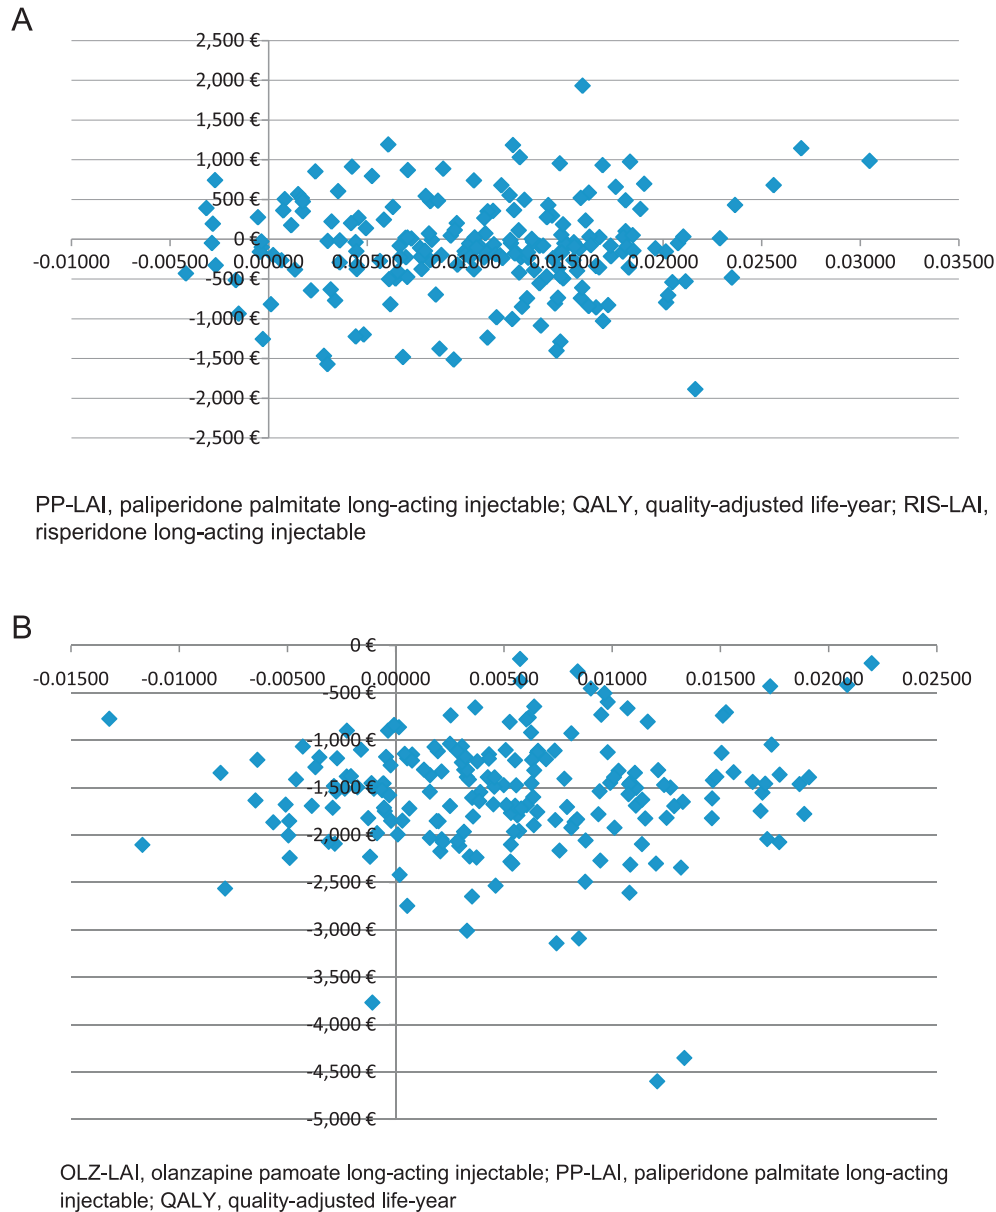 A
2,500 €
2,000 €
1,500 €
1,000 €
500 €
0 €
-0.01000 -0.00500 0.00000 0.00500 0.01000 0.01500 0.02000 0.02500 0.03000 0.03500
-500 €
-1,000 €
-1,500 €
-2,000 €
-2,500 €
PP-LAI, paliperidone palmitate long-acting injectable; QALY, quality-adjusted life-year; RIS-LAI,
risperidone long-acting injectable
B
0 €
-0.01500 -0.01000 -0.00500 0.00000 0.00500 0.01000 0.01500 0.02000 0.02500
-500 €
-1,000 €
-1,500 €
-2,000 €
-2,500 €
-3,000 €
-3,500 €
-4,000 €
-4,500 €
-5,000 €
OLZ-LAI, olanzapine pamoate long-acting injectable; PP-LAI, paliperidone palmitate long-acting
injectable; QALY, quality-adjusted life-year